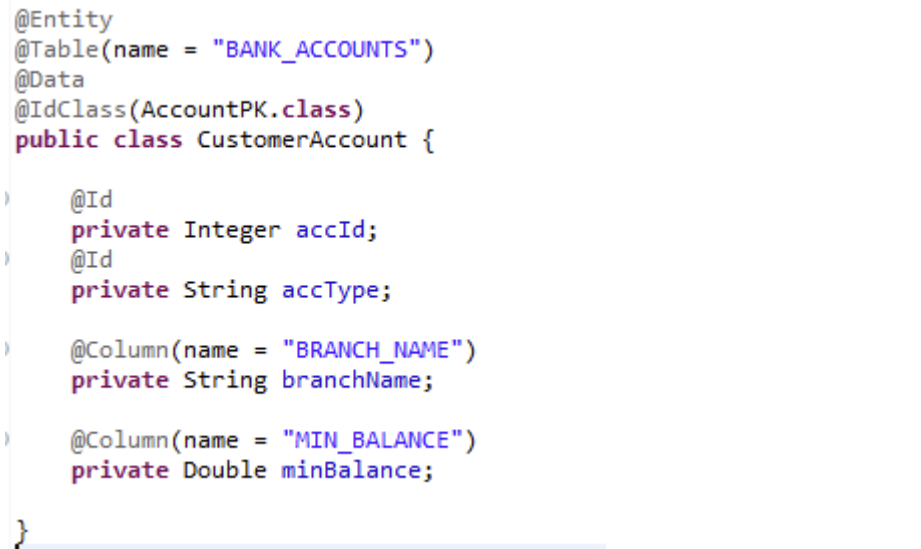 @Entity
@Table(name = "BANK_ACCOUNTS")
@Data
@IdClass(AccountPK.class)
public class CustomerAccount {
@Id
private Integer accId;
@Id
private String accType;
@Column(name = "BRANCH_NAME")
private String branchName;
@Column(name = "MIN_BALANCE")
private Double minBalance;
}